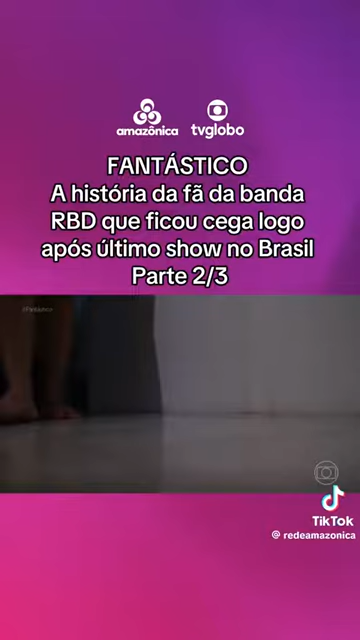 amazônica tvglobo
FANTÁSTICO
A história da fã da banda
RBD que ficou cega logo
após último show no Brasil
Parte 2/3
TikTok
redeamazonica